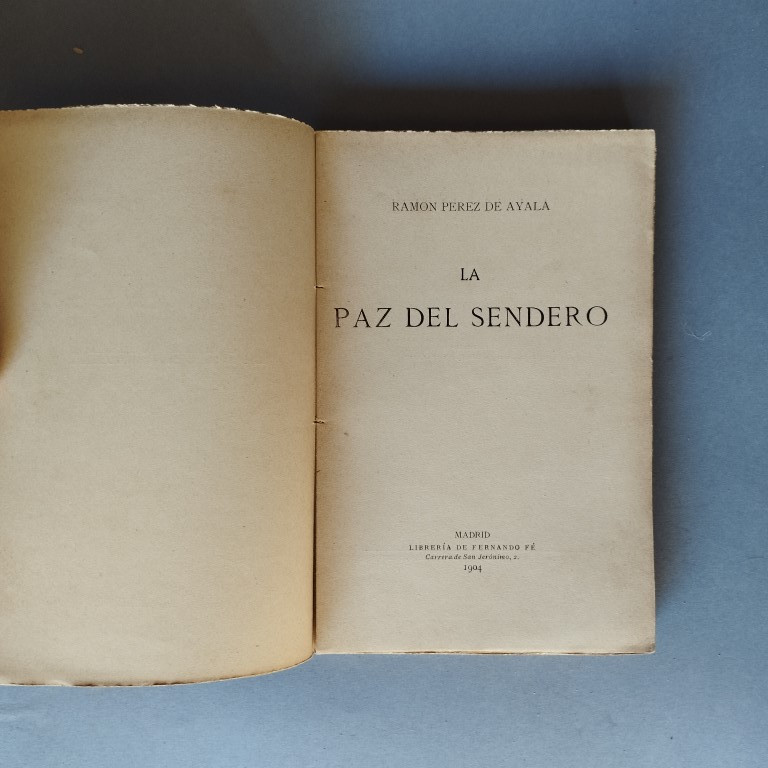 RAMON PEREZ DE AYALA
LA
PAZ DEL SENDERO
MADRID
LIBRERÍA DE FERNANDO FÉ
Carrera de San Jerónimo, 2.
1904